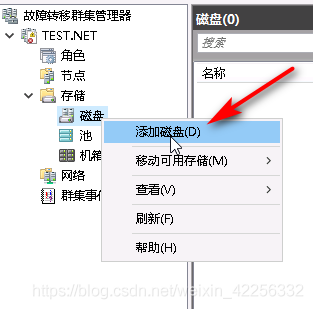 故障转移群集管理器
TEST.NET
角色
节点
存储
磁盘
池
机箱
网络
群集事件
磁盘(0)
搜索
名称
添加磁盘(D)
移动可用存储(M)
查看(V)
刷新(F)
帮助(H)
https://blog.csdn.net/weixin_42256332